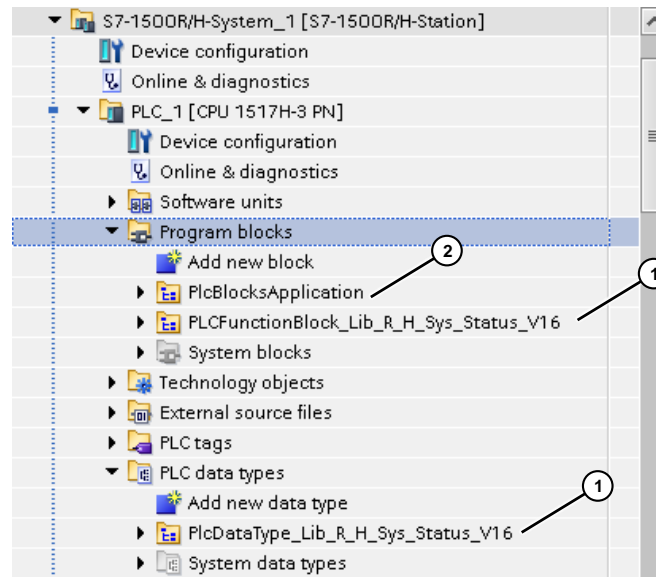 S7-1500R/H-System_1 [S7-1500R/H-Station]
Device configuration
Online & diagnostics
PLC_1 [CPU 1517H-3 PN]
Device configuration
Online & diagnostics
Software units
Program blocks
2
Add new block
1
PlcBlocksApplication
PLCFunctionBlock_Lib_R_H_Sys_Status_V16
System blocks
Technology objects
External source files
PLC tags
PLC data types
1
Add new data type
PlcDataType_Lib_R_H_Sys_Status_V16
System data types